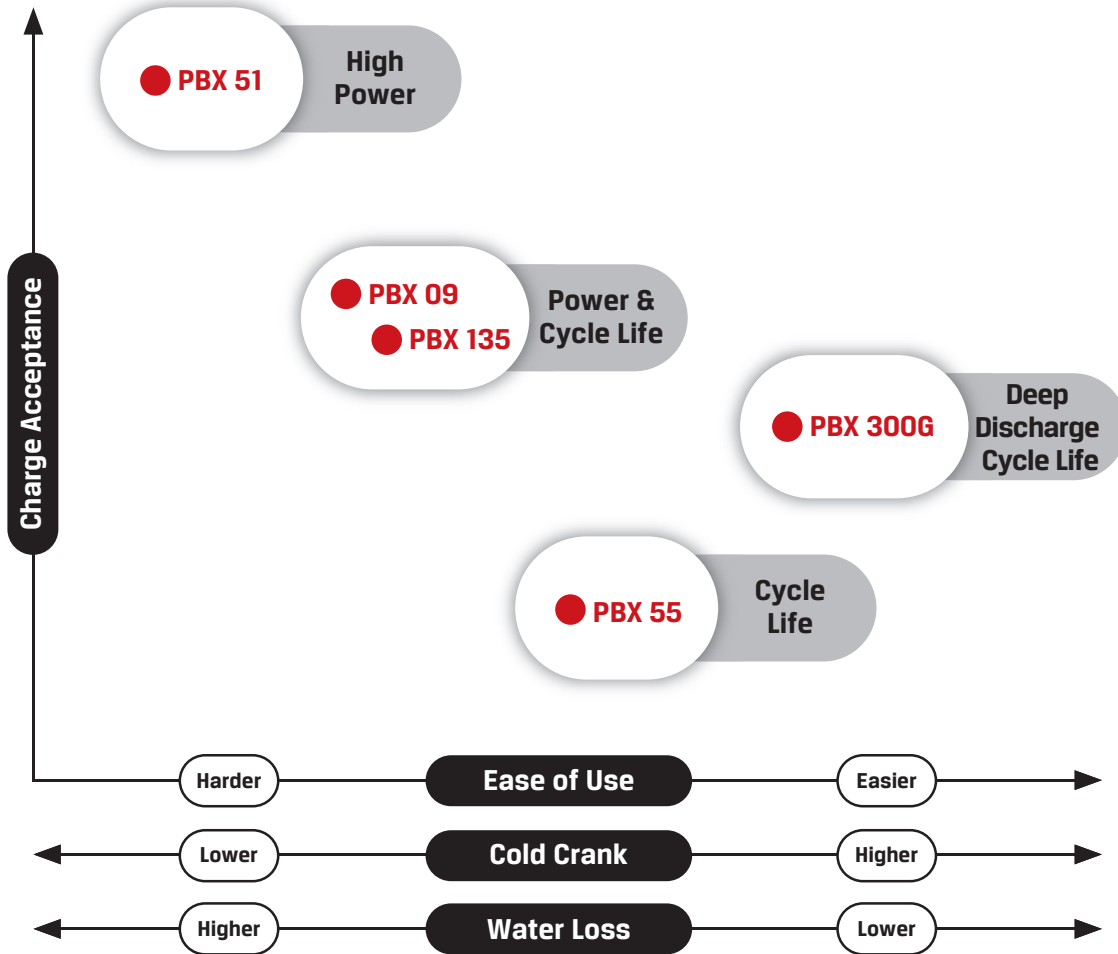 PBX 51
High
Power
Charge Acceptance
PBX 09
PBX 135
Power &
Cycle Life
PBX 300G
Deep
Discharge
Cycle Life
PBX 55
Cycle
Life
Harder
Ease of Use
Easier
Lower
Cold Crank
Higher
Higher
Water Loss
Lower